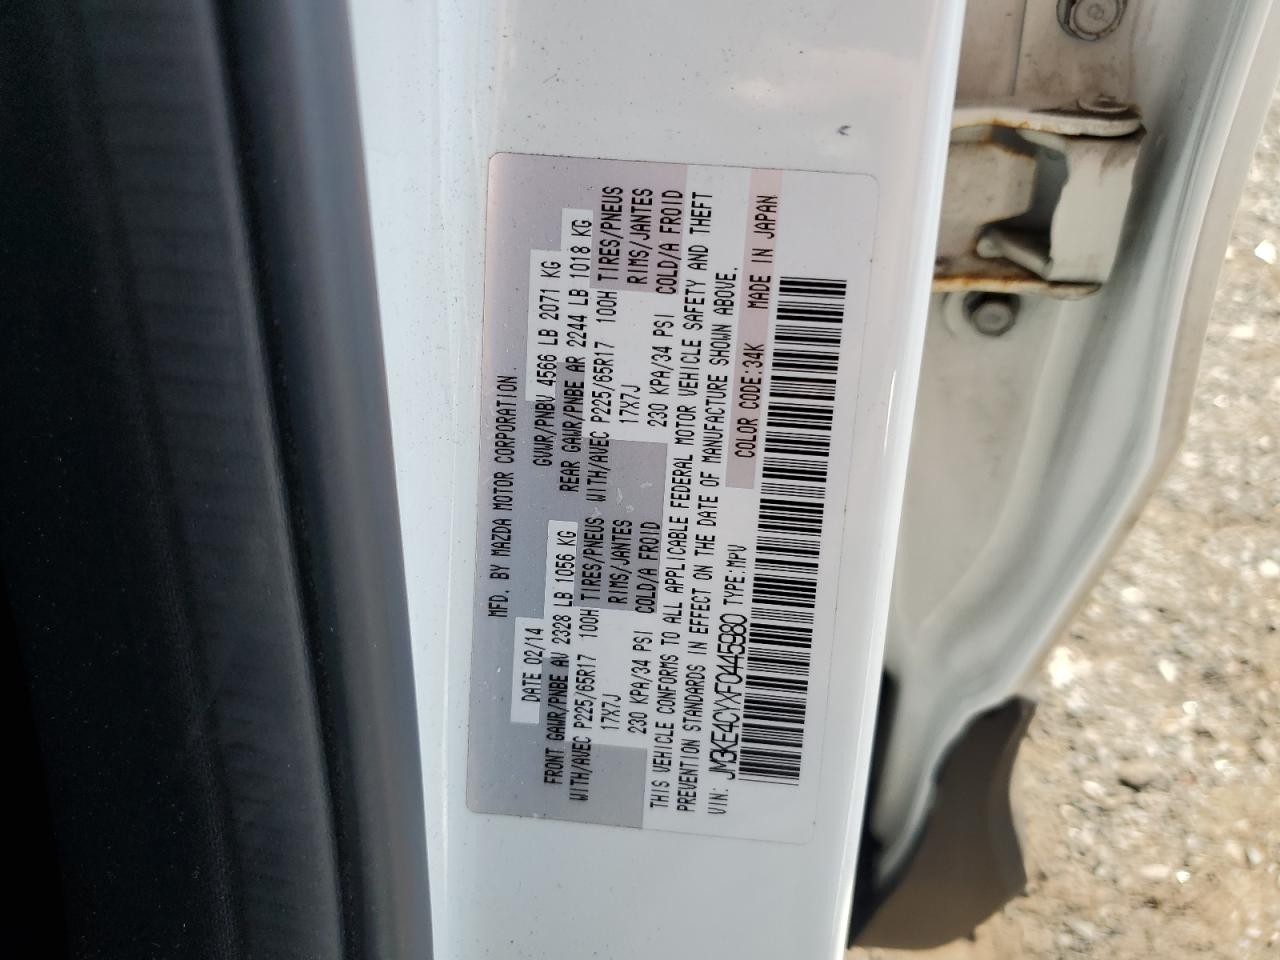 MFD. BY MAZDA MOTOR CORPORATION
DATE 02/14 GVWR/PNBV 4566 LB 2071 KG
FRONT GAWR/PNBE AV 2328 LB 1056 KG REAR GAWR/PNBE AR 2244 LB 1018 KG
WITH/AVEC P225/65R17 100H TIRES/PNEUS WITH/AVEC P225/65R17 100H TIRES/PNEUS
17X7J RIMS/JANTES 17X7J RIMS/JANTES
230 KPA/34 PSI COLD/A FROID 230 KPA/34 PSI COLD/A FROID
THIS VEHICLE CONFORMS TO ALL APPLICABLE FEDERAL MOTOR VEHICLE SAFETY AND THEFT
PREVENTION STANDARDS IN EFFECT ON THE DATE OF MANUFACTURE SHOWN ABOVE.
VIN: JM3KE4CYXF0445980 TYPE:MPV COLOR CODE:34K MADE IN JAPAN